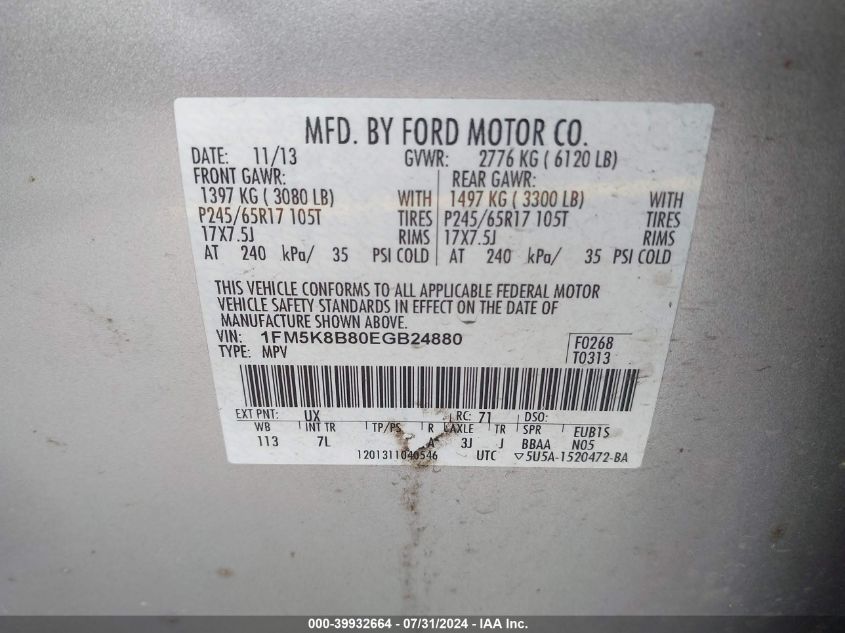 MFD. BY FORD MOTOR CO.
DATE: 11/13 GVWR: 2776 KG ( 6120 LB)
FRONT GAWR: REAR GAWR:
1397 KG ( 3080 LB) WITH 1497 KG ( 3300 LB) WITH
P245/65R17 105T TIRES P245/65R17 105T TIRES
17X7.5J RIMS 17X7.5J RIMS
AT 240 kPa/ 35 PSI COLD AT 240 kPa/ 35 PSI COLD
THIS VEHICLE CONFORMS TO ALL APPLICABLE FEDERAL MOTOR
VEHICLE SAFETY STANDARDS IN EFFECT ON THE DATE OF
MANUFACTURE SHOWN ABOVE.
VIN: 1FM5K8B80EGB24880 F0268
TYPE: MPV T0313
EXT PNT: UX RC: 71 DSO:
WB INT TR TP/PS R AXLE TR SPR EUBTS
113 7L A 3J J BBAA N05
1201311040546 UTC ▽5U5A-1520472-BA
000-39932664 - 07/31/2024 - IAA Inc.